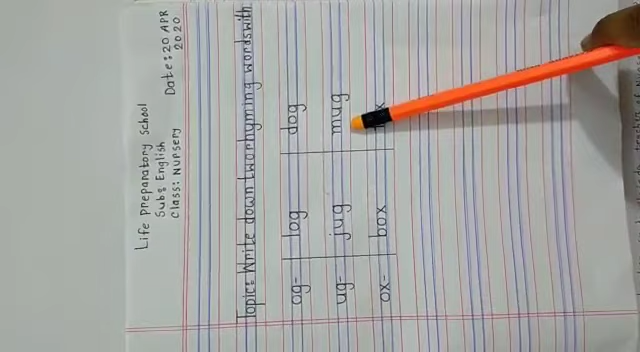 Life preparatory school
Sub: English
Class: Nursery
Date: 20 APR
2020
Topic: Write down two rhyming words with
og- log dog
ug- jug mug
ox- box